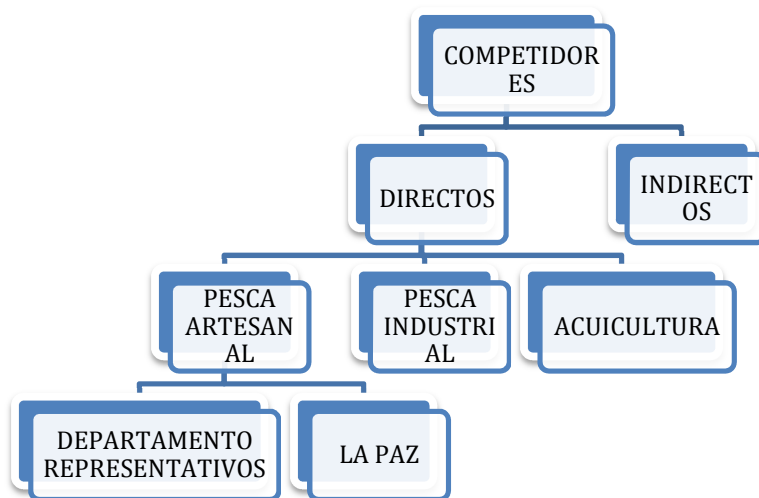 COMPETIDOR
ES
DIRECTOS
INDIRECT
OS
PESCA
ARTESAN
AL
PESCA
INDUSTRI
AL
ACUICULTURA
DEPARTAMENTO
REPRESENTATIVOS
LA PAZ